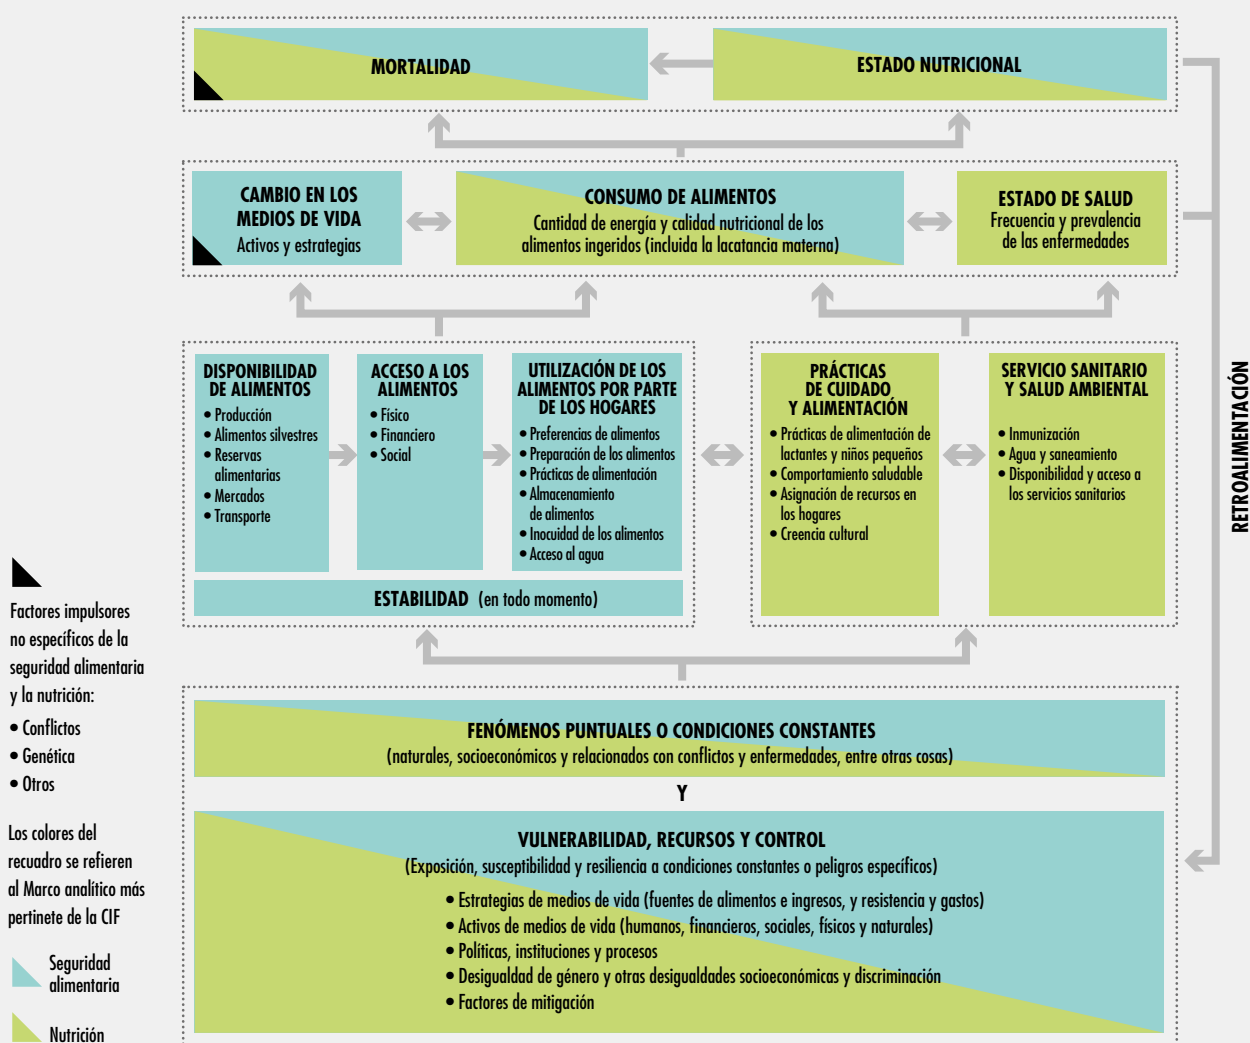 MORTALIDAD
ESTADO NUTRICIONAL
CAMBIO EN LOS
MEDIOS DE VIDA
Activos y estrategias
CONSUMO DE ALIMENTOS
Cantidad de energía y calidad nutricional de los
alimentos ingeridos (incluida la lacatancia materna)
ESTADO DE SALUD
Frecuencia y prevalencia
de las enfermedades
DISPONIBILIDAD
DE ALIMENTOS
• Producción
• Alimentos silvestres
• Reservas
alimentarias
• Mercados
• Transporte
ACCESO A LOS
ALIMENTOS
• Físico
• Financiero
• Social
UTILIZACIÓN DE LOS
ALIMENTOS POR PARTE
DE LOS HOGARES
• Preferencias de alimentos
• Preparación de los alimentos
• Prácticas de alimentación
• Almacenamiento
de alimentos
• Inocuidad de los alimentos
• Acceso al agua
ESTABILIDAD (en todo momento)
PRÁCTICAS
DE CUIDADO
Y ALIMENTACIÓN
• Prácticas de alimentación de
lactantes y niños pequeños
• Comportamiento saludable
• Asignación de recursos en
los hogares
• Creencia cultural
SERVICIO SANITARIO
Y SALUD AMBIENTAL
• Inmunización
• Agua y saneamiento
• Disponibilidad y acceso a
los servicios sanitarios
RETROALIMENTACIÓN
FENÓMENOS PUNTUALES O CONDICIONES CONSTANTES
(naturales, socioeconómicos y relacionados con conflictos y enfermedades, entre otras cosas)
Y
VULNERABILIDAD, RECURSOS Y CONTROL
(Exposición, susceptibilidad y resiliencia a condiciones constantes o peligros específicos)
• Estrategias de medios de vida (fuentes de alimentos e ingresos, y resistencia y gastos)
• Activos de medios de vida (humanos, financieros, sociales, físicos y naturales)
• Políticas, instituciones y procesos
• Desigualdad de género y otras desigualdades socioeconómicas y discriminación
• Factores de mitigación
Factores impulsores
no específicos de la
seguridad alimentaria
y la nutrición:
• Conflictos
• Genética
• Otros
Los colores del
recuadro se refieren
al Marco analítico más
pertinete de la CIF
Seguridad
alimentaria
Nutrición